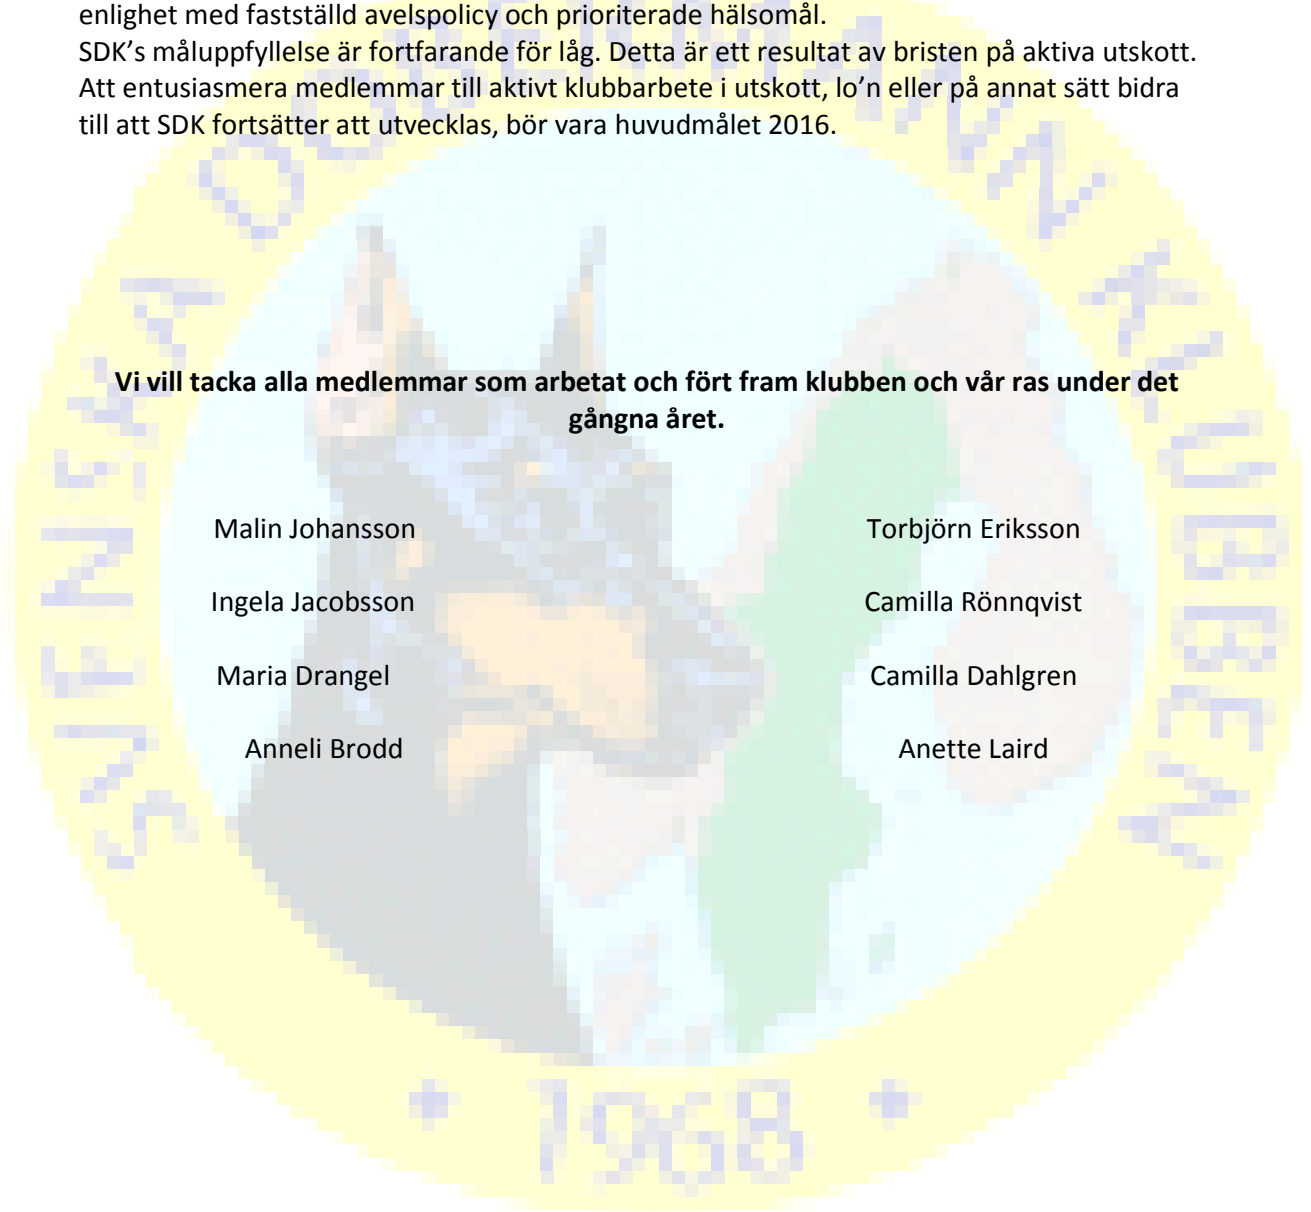 enlighet med fastställd avelspolicy och prioriterade hälsomål.
SDK's måluppfyllelse är fortfarande för låg. Detta är ett resultat av bristen på aktiva utskott.
Att entusiasmera medlemmar till aktivt klubbarbete i utskott, lo'n eller på annat sätt bidra
till att SDK fortsätter att utvecklas, bör vara huvudmålet 2016.
Vi vill tacka alla medlemmar som arbetat och fört fram klubben och vår ras under det
gångna året.
Malin Johansson Torbjörn Eriksson
Ingela Jacobsson Camilla Rönnqvist
Maria Drangel Camilla Dahlgren
Anneli Brodd Anette Laird
SVENSKA DOBERMANN KLUBBEN
1968